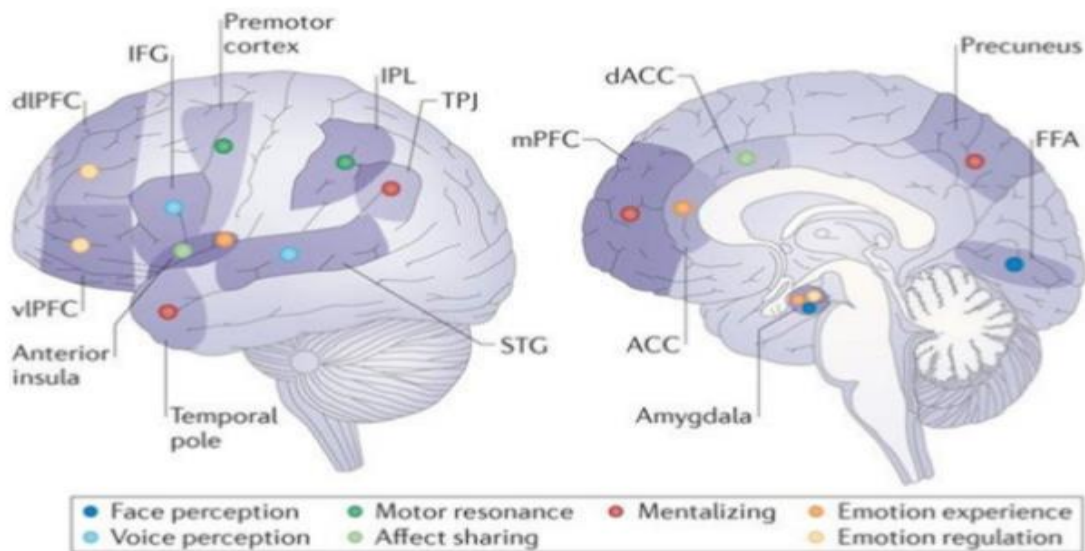 Premotor
cortex
IFG
IPL
dlPFC
TPJ
vlPFC
Anterior
insula
STG
Temporal
pole
Precuneus
dACC
mPFC
FFA
ACC
Amygdala
Face perception Motor resonance Mentalizing Emotion experience
Voice perception Affect sharing Emotion regulation